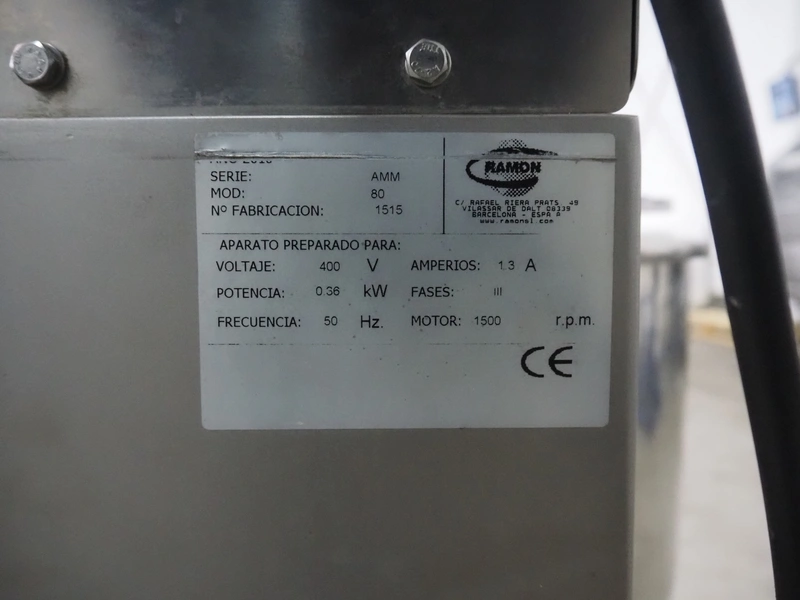 SERIE: AMM
MOD: 80
Nº FABRICACION: 1515
RAMON
C/ RAFAEL RIERA PRATS 49
VILASSAR DE DALT 08339
BARCELONA - ESPA A
www.ramonsl.com
APARATO PREPARADO PARA:
VOLTAJE: 400 V AMPERIOS: 1.3 A
POTENCIA: 0.36 kW FASES: III
FRECUENCIA: 50 Hz. MOTOR: 1500 r.p.m.
CE